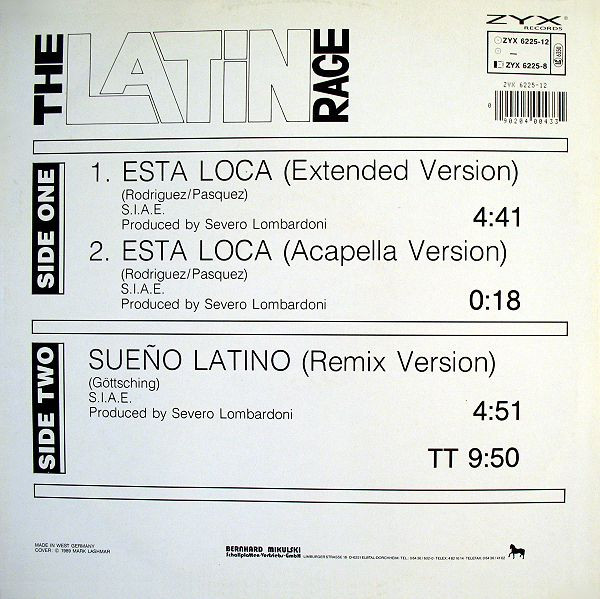 THE LATiN RAGE
ZYX®
RECORDS
ZYX 6225-12
—
ZYX 6225-8
ZYX 6225-12
SIDE ONE
1. ESTA LOCA (Extended Version)
(Rodriguez/Pasquez)
S.I.A.E.
Produced by Severo Lombardoni
4:41
2. ESTA LOCA (Acapella Version)
(Rodriguez/Pasquez)
S.I.A.E.
Produced by Severo Lombardoni
0:18
SIDE TWO
SUEÑO LATINO (Remix Version)
(Göttsching)
S.I.A.E.
Produced by Severo Lombardoni
4:51
TT 9:50
MADE IN WEST GERMANY
COVER: © 1989 MARK LASHMAR
BERNHARD MIKULSKI
Schallplatten-Vertriebs-GmbH